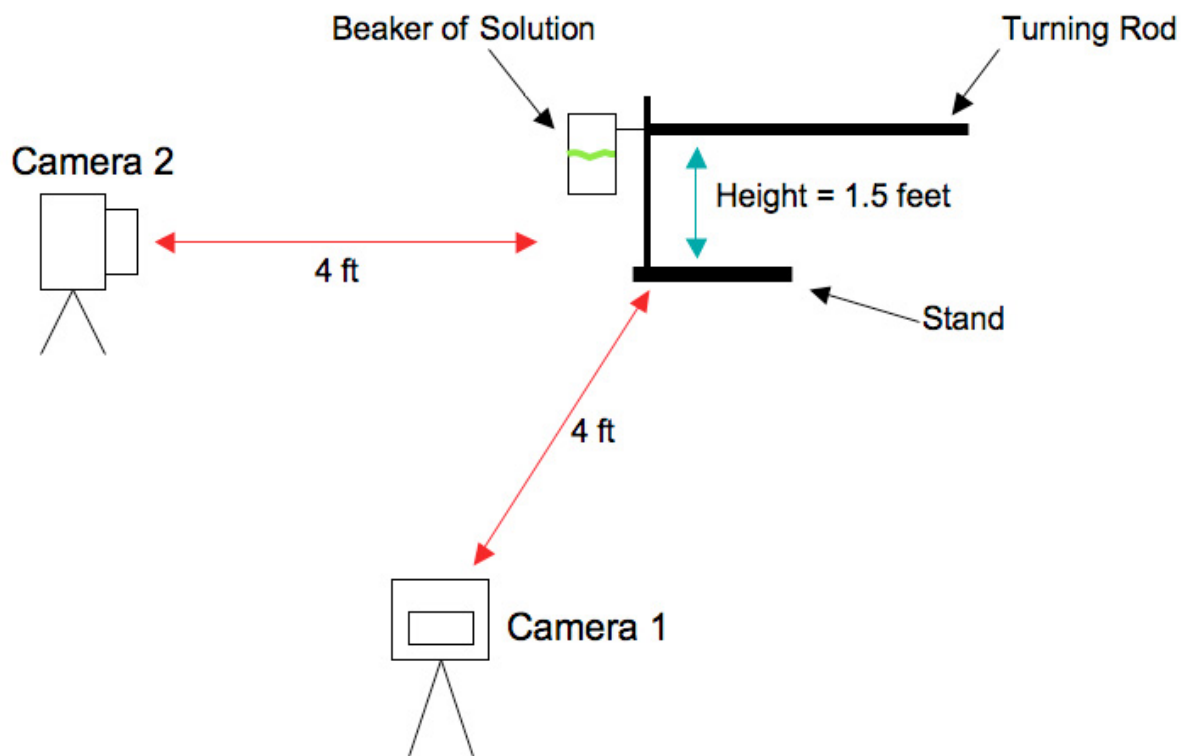 Beaker of Solution
Turning Rod
Camera 2
Height = 1.5 feet
4 ft
Stand
4 ft
Camera 1